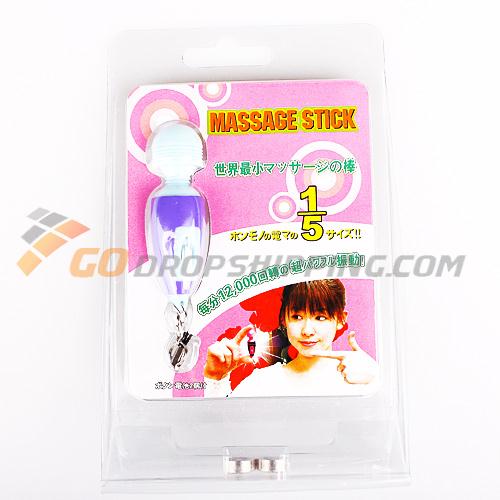 MASSAGE STICK
世界最小マッサージの棒
ホンモノの電マの1/5サイズ!!
毎分12,000回轉の超パワフル振動!
GODROPSHIPPING.COM